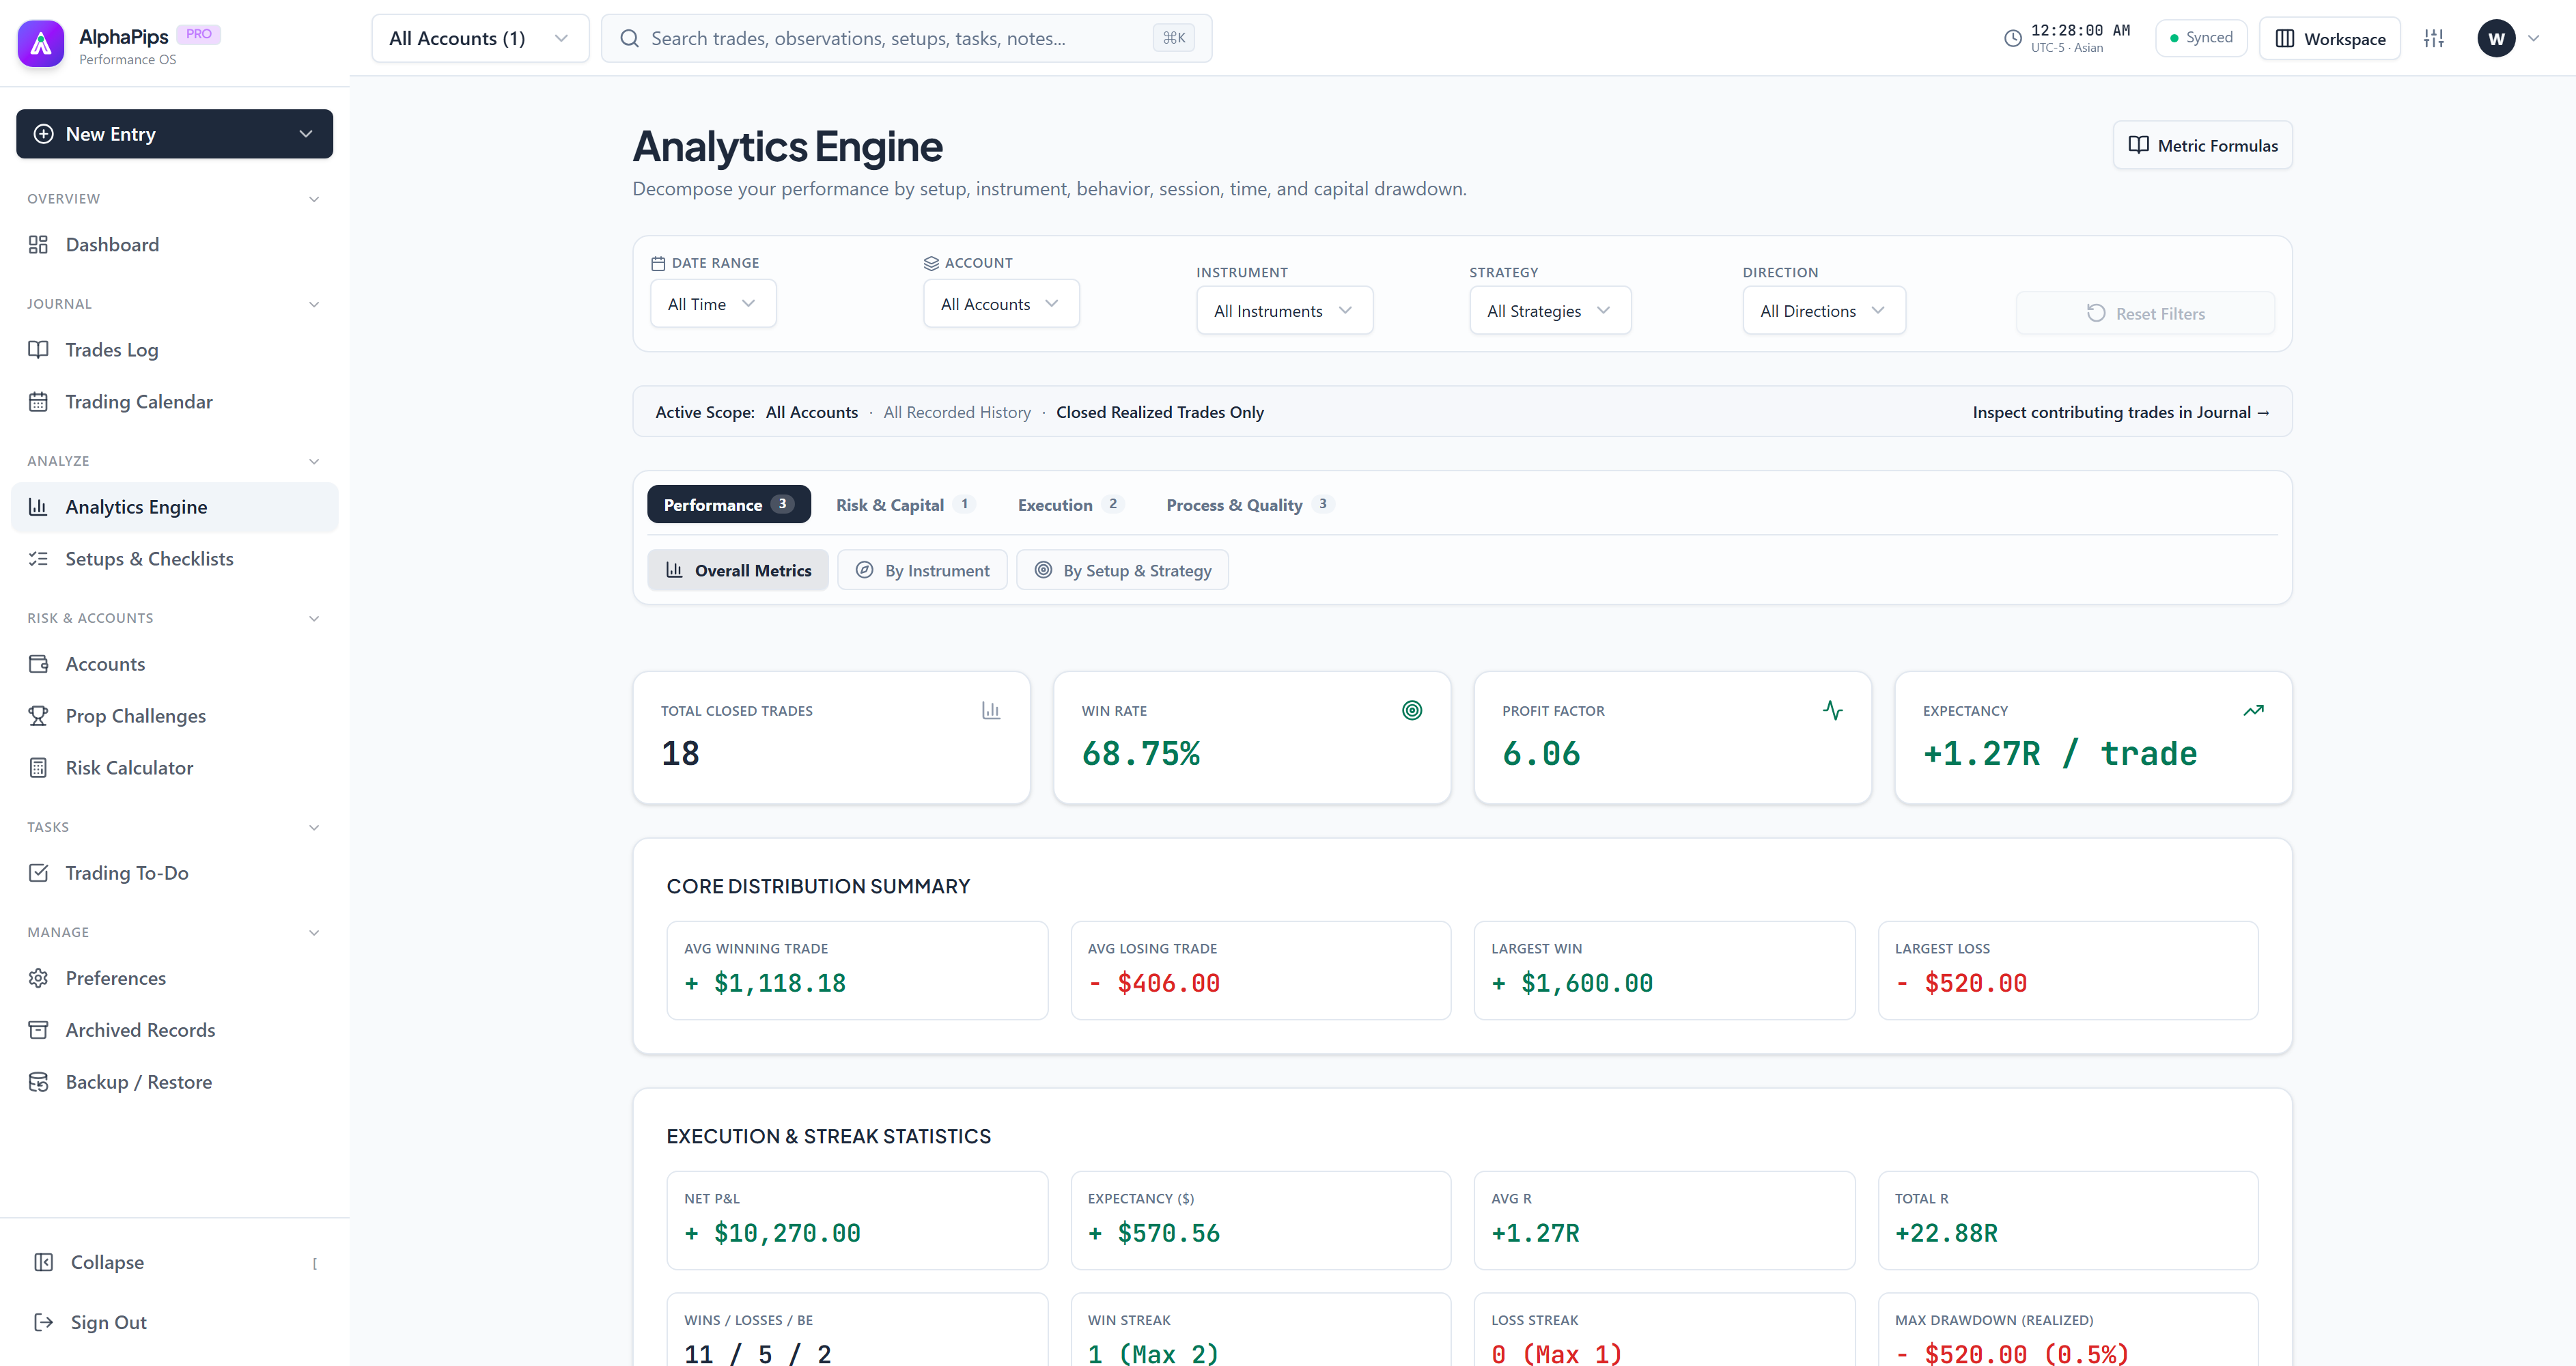 AlphaPips PRO
Performance OS
All Accounts (1)
Search trades, observations, setups, tasks, notes... ⌘K
12:28:00 AM
UTC-5 · Asian
Synced
Workspace
W
New Entry
OVERVIEW
Dashboard
JOURNAL
Trades Log
Trading Calendar
ANALYZE
Analytics Engine
Setups & Checklists
RISK & ACCOUNTS
Accounts
Prop Challenges
Risk Calculator
TASKS
Trading To-Do
MANAGE
Preferences
Archived Records
Backup / Restore
Collapse [
Sign Out
Analytics Engine
Decompose your performance by setup, instrument, behavior, session, time, and capital drawdown.
Metric Formulas
DATE RANGE
All Time
ACCOUNT
All Accounts
INSTRUMENT
All Instruments
STRATEGY
All Strategies
DIRECTION
All Directions
Reset Filters
Active Scope: All Accounts · All Recorded History · Closed Realized Trades Only
Inspect contributing trades in Journal →
Performance 3
Risk & Capital 1
Execution 2
Process & Quality 3
Overall Metrics
By Instrument
By Setup & Strategy
TOTAL CLOSED TRADES
18
WIN RATE
68.75%
PROFIT FACTOR
6.06
EXPECTANCY
+1.27R / trade
CORE DISTRIBUTION SUMMARY
AVG WINNING TRADE
+ $1,118.18
AVG LOSING TRADE
- $406.00
LARGEST WIN
+ $1,600.00
LARGEST LOSS
- $520.00
EXECUTION & STREAK STATISTICS
NET P&L
+ $10,270.00
EXPECTANCY ($)
+ $570.56
AVG R
+1.27R
TOTAL R
+22.88R
WINS / LOSSES / BE
11 / 5 / 2
WIN STREAK
1 (Max 2)
LOSS STREAK
0 (Max 1)
MAX DRAWDOWN (REALIZED)
- $520.00 (0.5%)